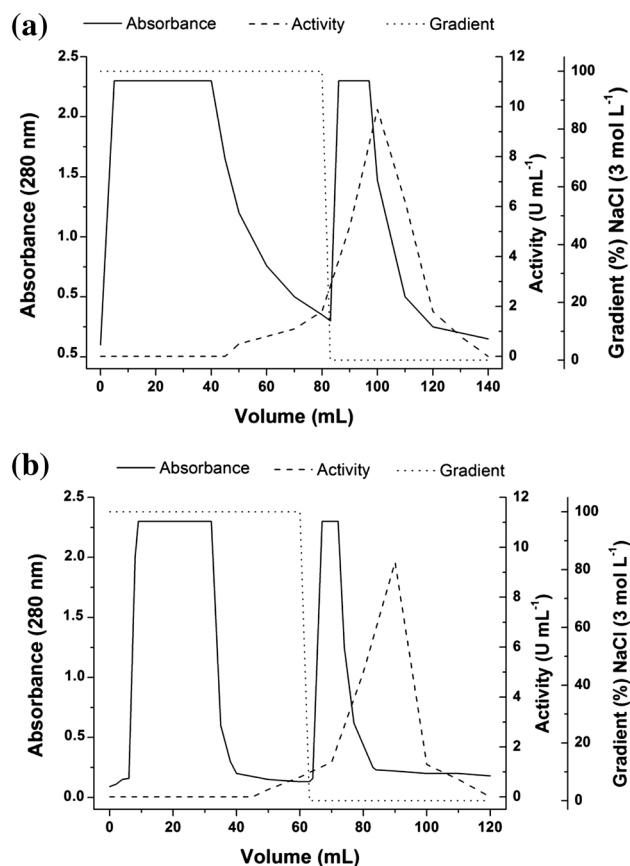 (a)
Absorbance Activity Gradient
Absorbance (280 nm)
2.5
2.0
1.5
1.0
0.5
0.5
0 20 40 60 80 100 120 140
Volume (mL)
12
10
8
6
4
2
0
Activity (U mL⁻¹)
100
80
60
40
20
0
Gradient (%) NaCl (3 mol L⁻¹)
(b)
Absorbance Activity Gradient
Absorbance (280 nm)
2.5
2.0
1.5
1.0
0.25
0.0
0 20 40 60 80 100 120
Volume (mL)
12
10
8
6
4
2
0
Activity (U mL⁻¹)
100
80
60
40
20
0
Gradient (%) NaCl (3 mol L⁻¹)